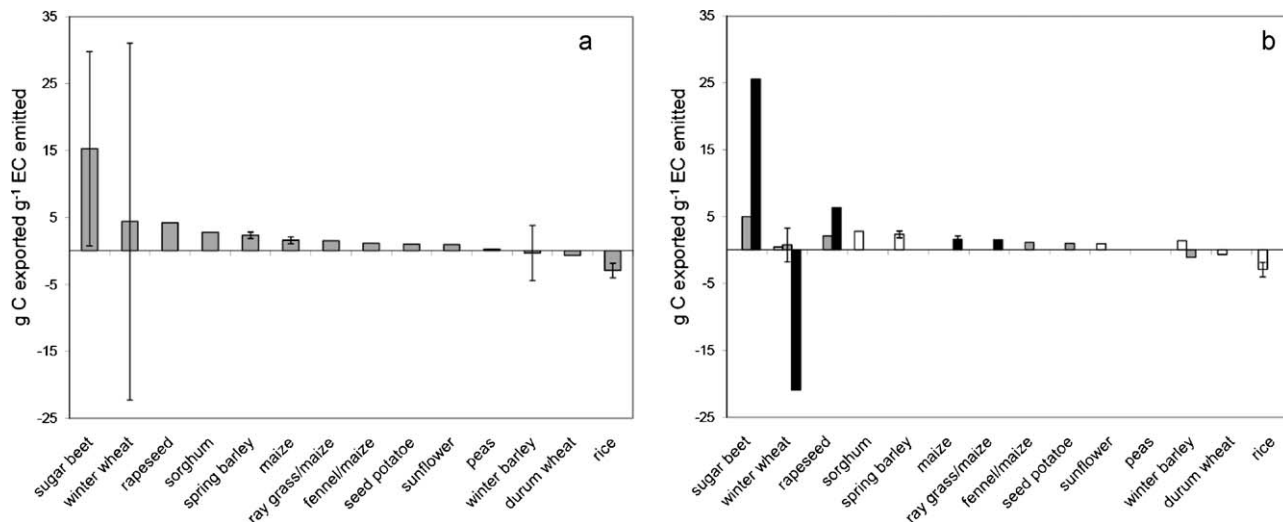 a
g C exported g⁻¹ EC emitted
35
25
15
5
-5
-15
-25
sugar beet
winter wheat
rapeseed
sorghum
spring barley
maize
ray grass/maize
fennel/maize
seed potatoe
sunflower
peas
winter barley
durum wheat
rice
b
g C exported g⁻¹ EC emitted
35
25
15
5
-5
-15
-25
sugar beet
winter wheat
rapeseed
sorghum
spring barley
maize
ray grass/maize
fennel/maize
seed potatoe
sunflower
peas
winter barley
durum wheat
rice